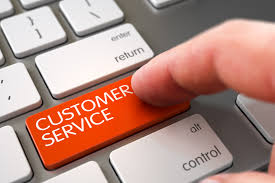 enter
return
CUSTOMER
SERVICE
alt
control